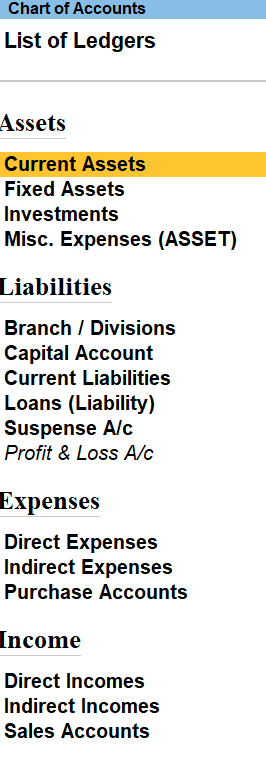 Chart of Accounts
List of Ledgers
Assets
Current Assets
Fixed Assets
Investments
Misc. Expenses (ASSET)
Liabilities
Branch / Divisions
Capital Account
Current Liabilities
Loans (Liability)
Suspense A/c
Profit & Loss A/c
Expenses
Direct Expenses
Indirect Expenses
Purchase Accounts
Income
Direct Incomes
Indirect Incomes
Sales Accounts